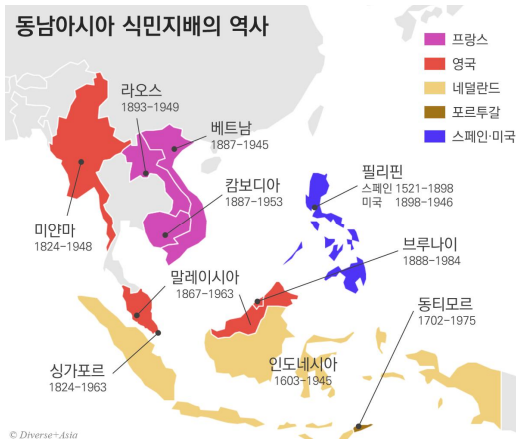 동남아시아 식민지배의 역사
프랑스
영국
네덜란드
포르투갈
스페인·미국
라오스
1893-1949
베트남
1887-1945
캄보디아
1887-1953
필리핀
스페인 1521-1898
미국 1898-1946
미얀마
1824-1948
브루나이
1888-1984
말레이시아
1867-1963
동티모르
1702-1975
싱가포르
1824-1963
인도네시아
1603-1945
© Diverse+Asia